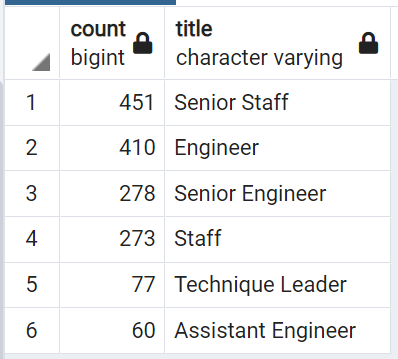 count title
bigint character varying
1 451 Senior Staff
2 410 Engineer
3 278 Senior Engineer
4 273 Staff
5 77 Technique Leader
6 60 Assistant Engineer